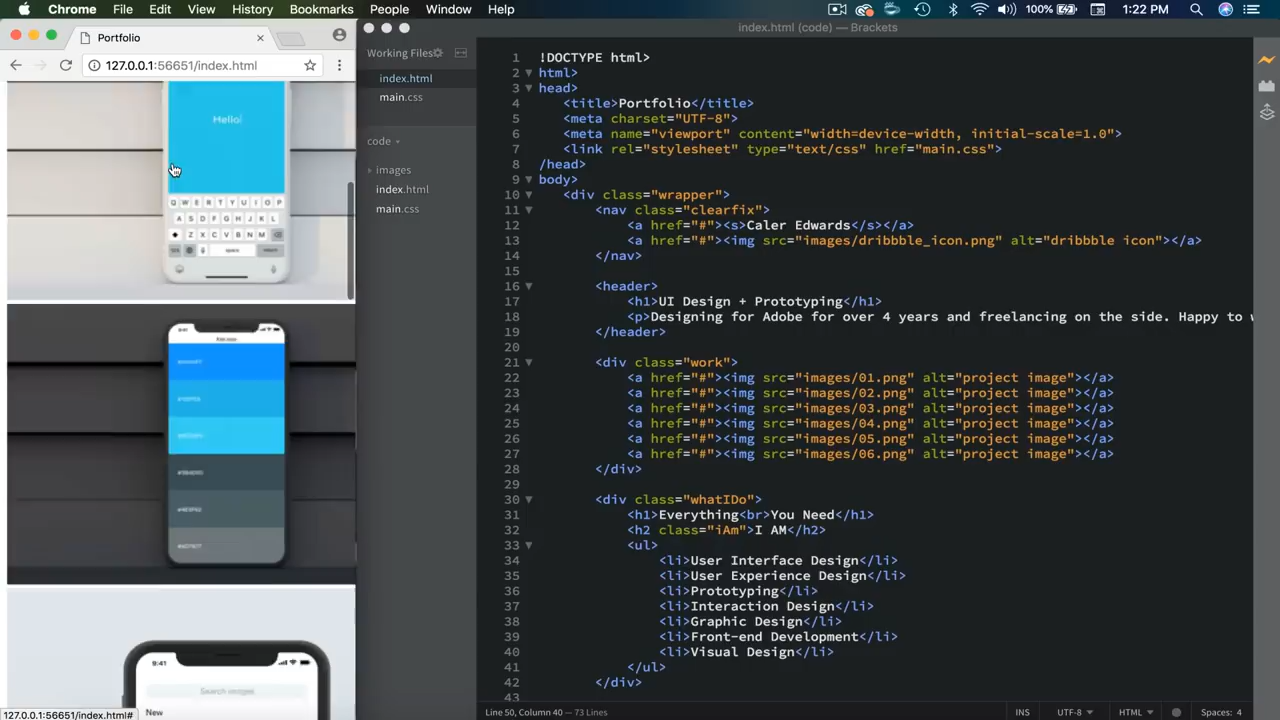 Chrome File Edit View History Bookmarks People Window Help 100% 1:22 PM
Portfolio
127.0.0.1:56651/index.html
Hello
Q W E R T Y U I O P
A S D F G H J K L
Z X C V B N M
space
9:41
9:41
Search verges
New
127.0.0.1:56651/index.html#
index.html (code) — Brackets
Working Files
index.html
main.css
code
images
index.html
main.css
1 !DOCTYPE html>
2 html>
3 head>
4 <title>Portfolio</title>
5 <meta charset="UTF-8">
6 <meta name="viewport" content="width=device-width, initial-scale=1.0">
7 <link rel="stylesheet" type="text/css" href="main.css">
8 /head>
9 body>
10 <div class="wrapper">
11 <nav class="clearfix">
12 <a href="#"><s>Caler Edwards</s></a>
13 <a href="#"><img src="images/dribbble_icon.png" alt="dribbble icon"></a>
14 </nav>
15
16 <header>
17 <h1>UI Design + Prototyping</h1>
18 <p>Designing for Adobe for over 4 years and freelancing on the side. Happy to w
19 </header>
20
21 <div class="work">
22 <a href="#"><img src="images/01.png" alt="project image"></a>
23 <a href="#"><img src="images/02.png" alt="project image"></a>
24 <a href="#"><img src="images/03.png" alt="project image"></a>
25 <a href="#"><img src="images/04.png" alt="project image"></a>
26 <a href="#"><img src="images/05.png" alt="project image"></a>
27 <a href="#"><img src="images/06.png" alt="project image"></a>
28 </div>
29
30 <div class="whatIDo">
31 <h1>Everything<br>You Need</h1>
32 <h2 class="iAm">I AM</h2>
33 <ul>
34 <li>User Interface Design</li>
35 <li>User Experience Design</li>
36 <li>Prototyping</li>
37 <li>Interaction Design</li>
38 <li>Graphic Design</li>
39 <li>Front-end Development</li>
40 <li>Visual Design</li>
41 </ul>
42 </div>
43
Line 50, Column 40 — 73 Lines
INS UTF-8 HTML Spaces: 4